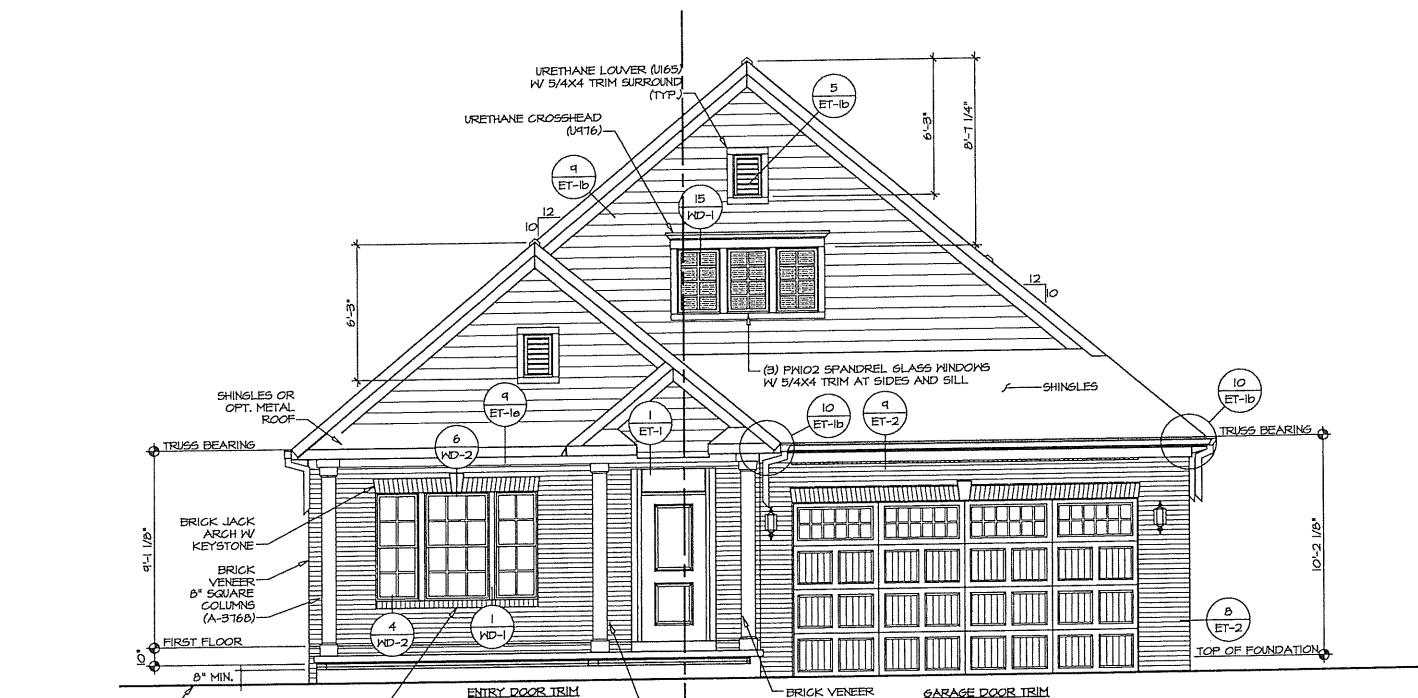 URETHANE LOUVER (U165)
W/ 5/4X4 TRIM SURROUND
(TYP.)
URETHANE CROSSHEAD
(U976)
5
ET-1b
6'-3"
8'-7 1/4"
9
ET-1b
15
WD-1
12
10
12
10
6'-3"
(3) PW102 SPANDREL GLASS WINDOWS
W/ 5/4X4 TRIM AT SIDES AND SILL
SHINGLES
SHINGLES OR
OPT. METAL
ROOF
9
ET-1a
10
ET-1b
9
ET-2
10
ET-1b
1
ET-1
6
WD-2
TRUSS BEARING
TRUSS BEARING
BRICK JACK
ARCH W/
KEYSTONE
9'-1 1/8"
10'-2 1/8"
BRICK
VENEER
8" SQUARE
COLUMNS
(A-3768)
4
WD-2
1
WD-1
8
ET-2
FIRST FLOOR
TOP OF FOUNDATION
10"
8" MIN.
ENTRY DOOR TRIM
BRICK VENEER
GARAGE DOOR TRIM